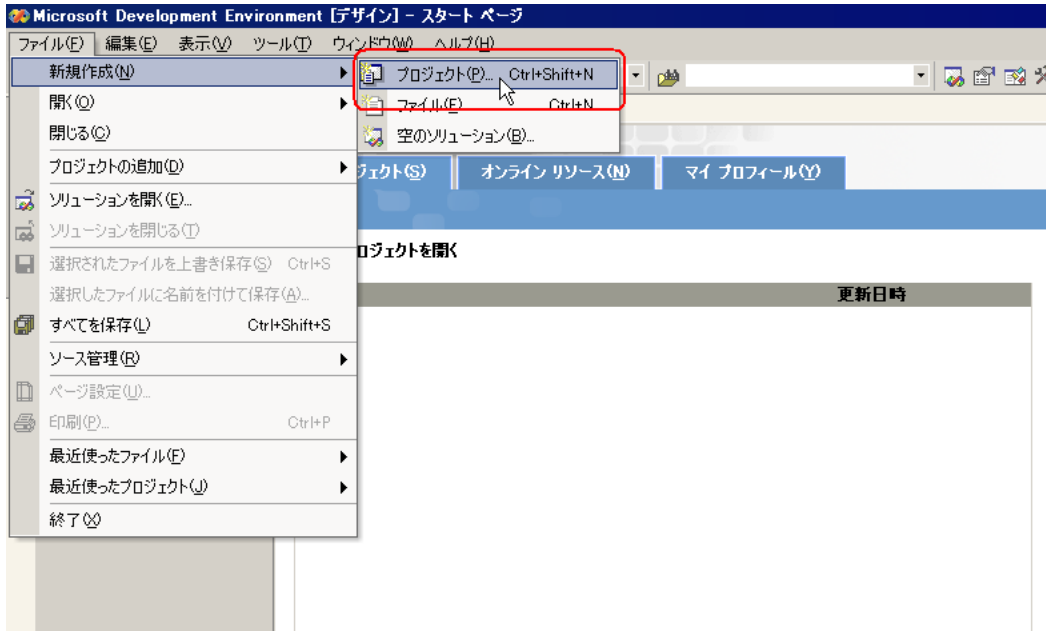 Microsoft Development Environment [デザイン] - スタート ページ
ファイル(F) 編集(E) 表示(V) ツール(T) ウィンドウ(W) ヘルプ(H)
新規作成(N)
プロジェクト(P)... Ctrl+Shift+N
開く(O)
ファイル(F) Ctrl+N
閉じる(C)
空のソリューション(B)...
プロジェクトの追加(D)
ジェクト(S) オンライン リソース(N) マイ プロフィール(Y)
ソリューションを開く(E)...
ソリューションを閉じる(T)
ロジェクトを開く
選択されたファイルを上書き保存(S) Ctrl+S
選択したファイルに名前を付けて保存(A)...
更新日時
すべてを保存(L) Ctrl+Shift+S
ソース管理(R)
ページ設定(U)...
印刷(P)... Ctrl+P
最近使ったファイル(F)
最近使ったプロジェクト(J)
終了(X)